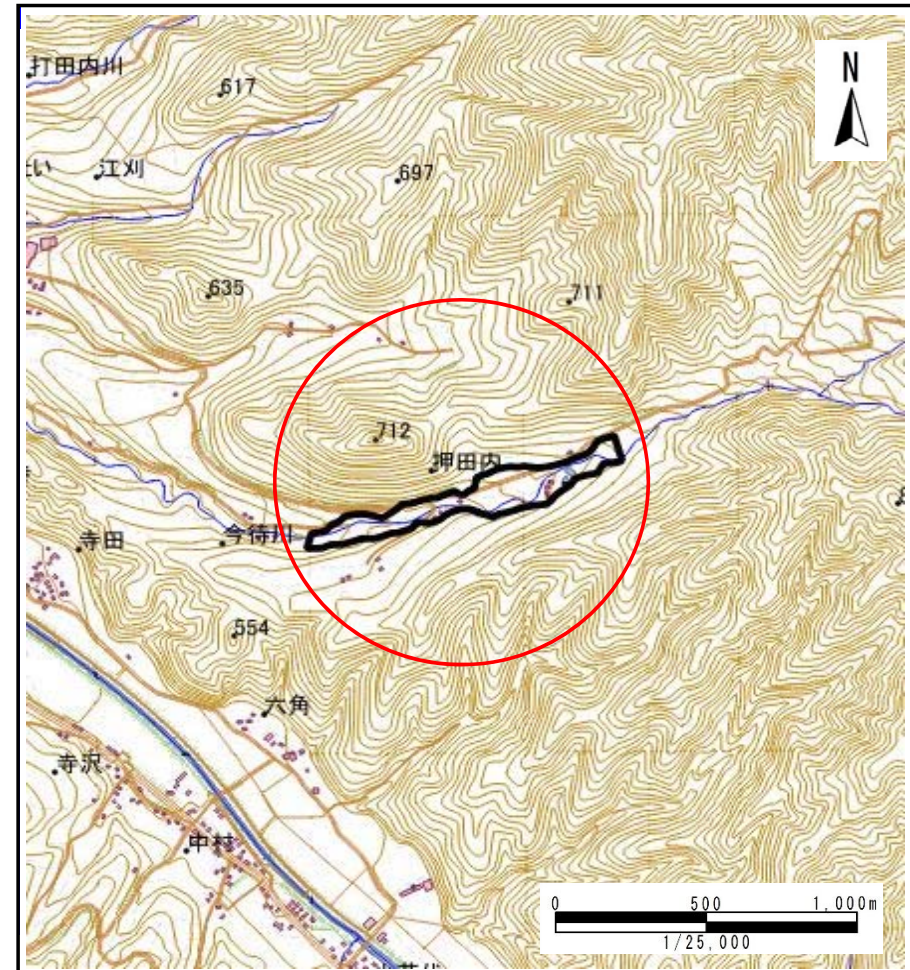 打田内川
617
N
江刈
697
635
711
712
押田内
今待川
寺田
554
六角
寺沢
中村
0 500 1,000m
1/25,000